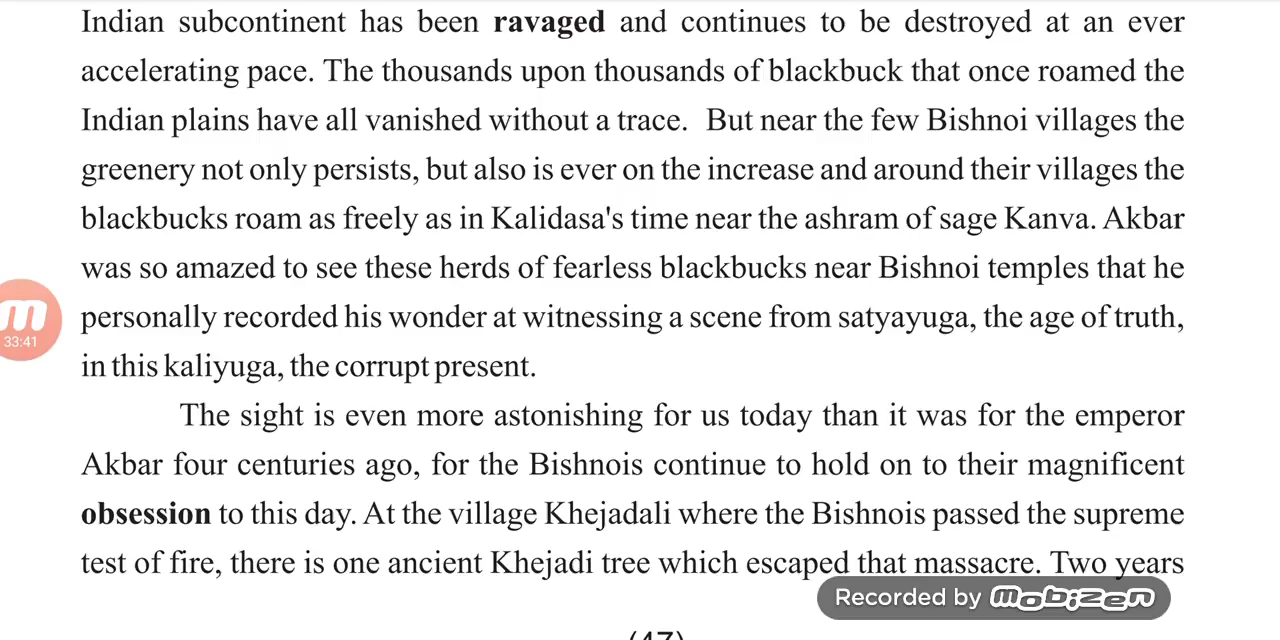 Indian subcontinent has been ravaged and continues to be destroyed at an ever
accelerating pace. The thousands upon thousands of blackbuck that once roamed the
Indian plains have all vanished without a trace. But near the few Bishnoi villages the
greenery not only persists, but also is ever on the increase and around their villages the
blackbucks roam as freely as in Kalidasa's time near the ashram of sage Kanva. Akbar
was so amazed to see these herds of fearless blackbucks near Bishnoi temples that he
personally recorded his wonder at witnessing a scene from satyayuga, the age of truth,
in this kaliyuga, the corrupt present.
The sight is even more astonishing for us today than it was for the emperor
Akbar four centuries ago, for the Bishnois continue to hold on to their magnificent
obsession to this day. At the village Khejadali where the Bishnois passed the supreme
test of fire, there is one ancient Khejadi tree which escaped that massacre. Two years
(47)
m
33:41
Recorded by mobizen